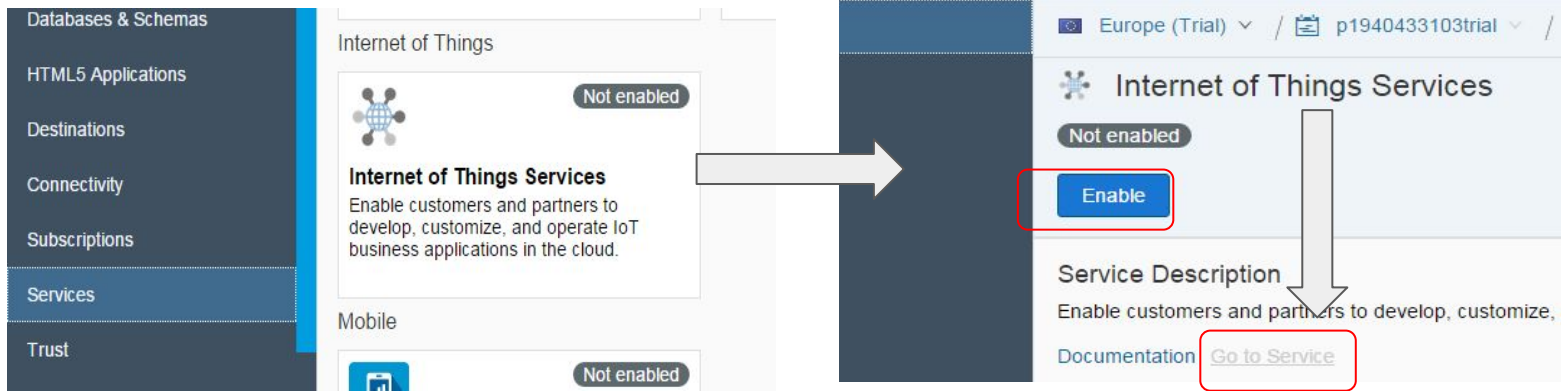 Databases & Schemas
HTML5 Applications
Destinations
Connectivity
Subscriptions
Services
Trust
Internet of Things
Not enabled
Internet of Things Services
Enable customers and partners to
develop, customize, and operate IoT
business applications in the cloud.
Mobile
Not enabled
Europe (Trial) / p1940433103trial /
Internet of Things Services
Not enabled
Enable
Service Description
Enable customers and partners to develop, customize,
Documentation Go to Service